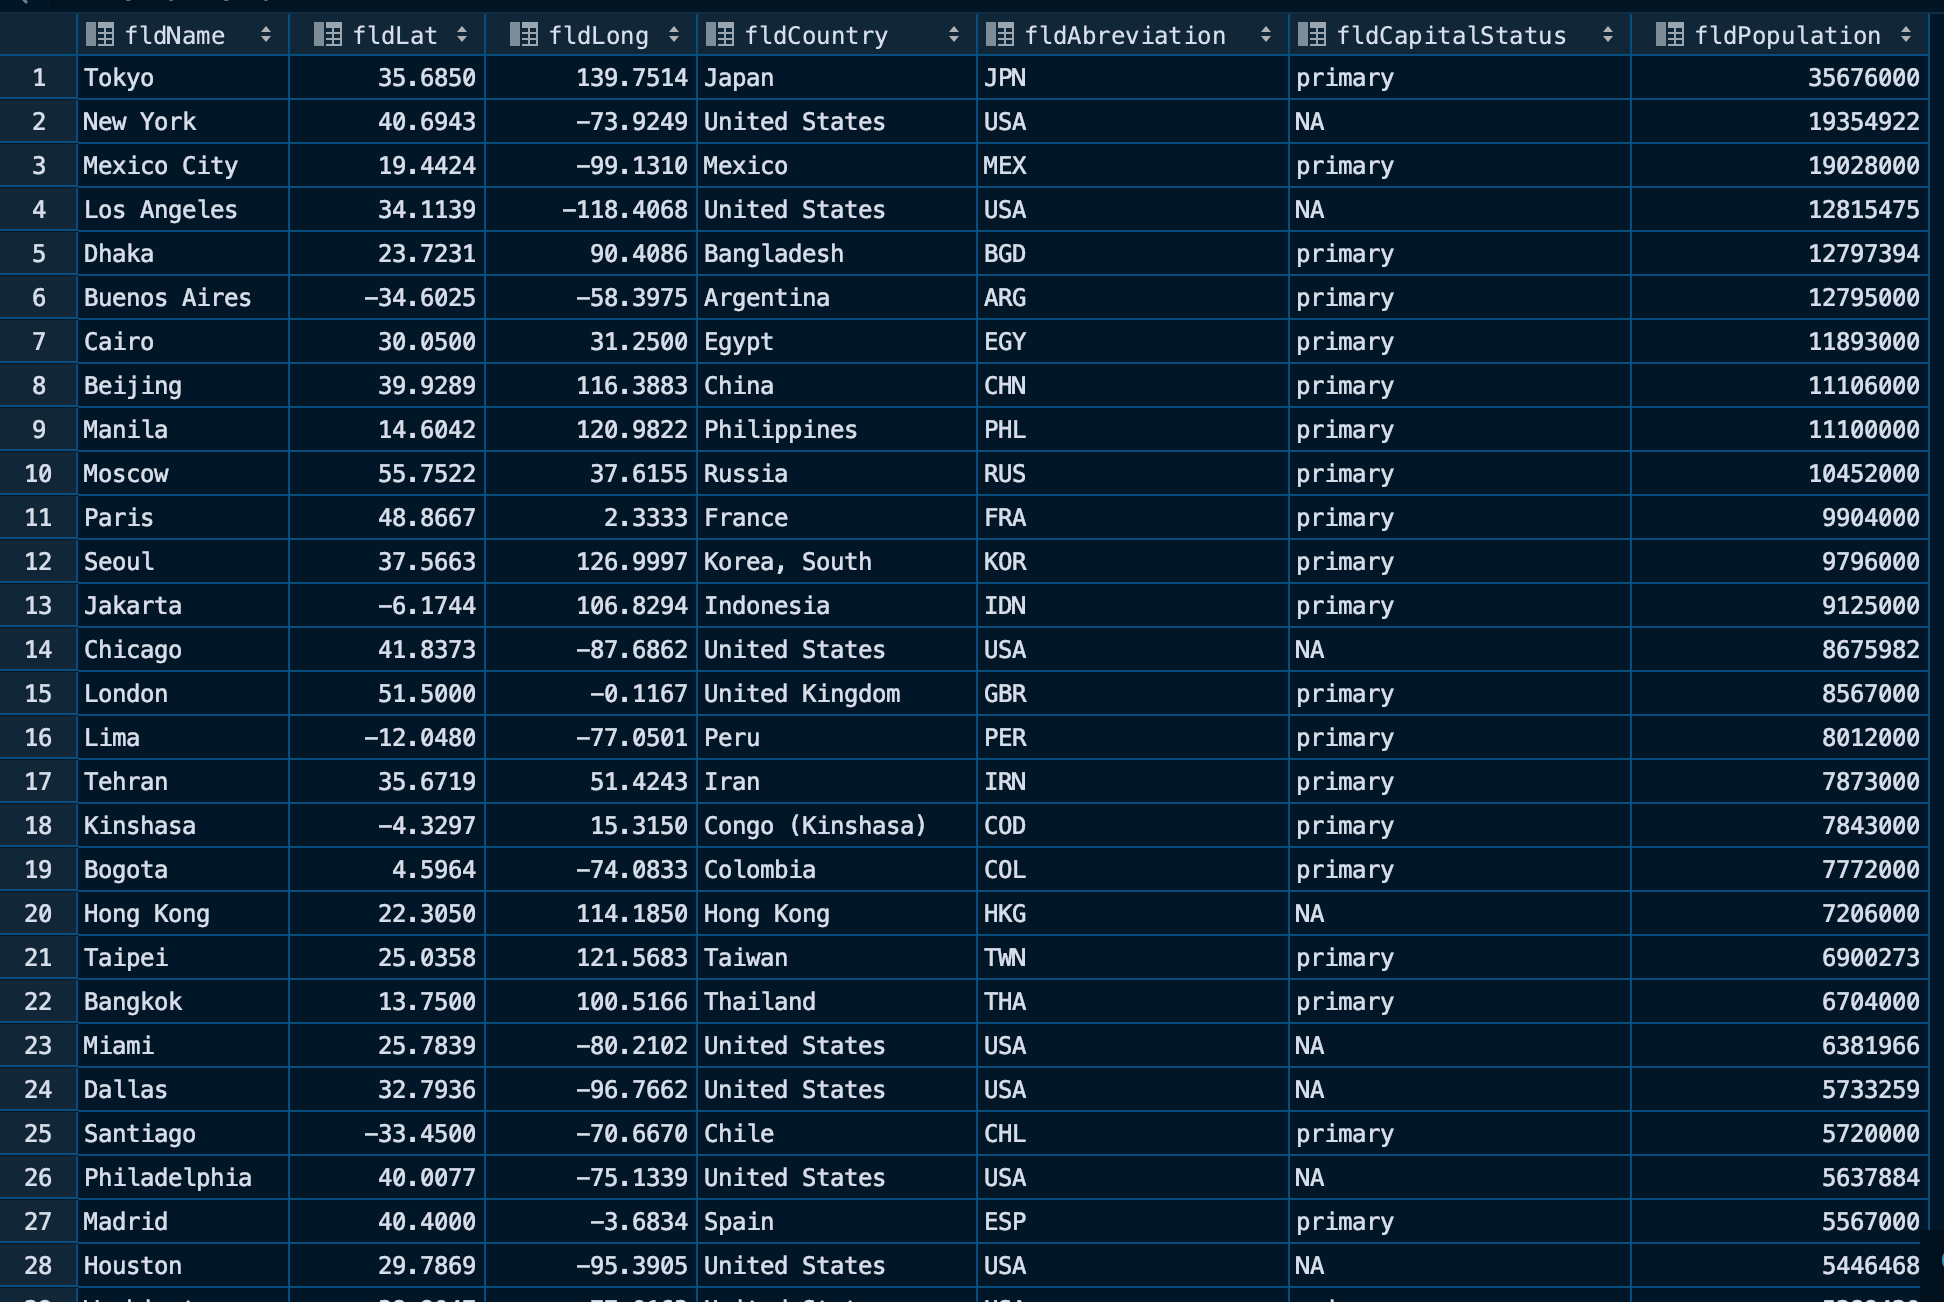 fldName fldLat fldLong fldCountry fldAbreviation fldCapitalStatus fldPopulation
1 Tokyo 35.6850 139.7514 Japan JPN primary 35676000
2 New York 40.6943 -73.9249 United States USA NA 19354922
3 Mexico City 19.4424 -99.1310 Mexico MEX primary 19028000
4 Los Angeles 34.1139 -118.4068 United States USA NA 12815475
5 Dhaka 23.7231 90.4086 Bangladesh BGD primary 12797394
6 Buenos Aires -34.6025 -58.3975 Argentina ARG primary 12795000
7 Cairo 30.0500 31.2500 Egypt EGY primary 11893000
8 Beijing 39.9289 116.3883 China CHN primary 11106000
9 Manila 14.6042 120.9822 Philippines PHL primary 11100000
10 Moscow 55.7522 37.6155 Russia RUS primary 10452000
11 Paris 48.8667 2.3333 France FRA primary 9904000
12 Seoul 37.5663 126.9997 Korea, South KOR primary 9796000
13 Jakarta -6.1744 106.8294 Indonesia IDN primary 9125000
14 Chicago 41.8373 -87.6862 United States USA NA 8675982
15 London 51.5000 -0.1167 United Kingdom GBR primary 8567000
16 Lima -12.0480 -77.0501 Peru PER primary 8012000
17 Tehran 35.6719 51.4243 Iran IRN primary 7873000
18 Kinshasa -4.3297 15.3150 Congo (Kinshasa) COD primary 7843000
19 Bogota 4.5964 -74.0833 Colombia COL primary 7772000
20 Hong Kong 22.3050 114.1850 Hong Kong HKG NA 7206000
21 Taipei 25.0358 121.5683 Taiwan TWN primary 6900273
22 Bangkok 13.7500 100.5166 Thailand THA primary 6704000
23 Miami 25.7839 -80.2102 United States USA NA 6381966
24 Dallas 32.7936 -96.7662 United States USA NA 5733259
25 Santiago -33.4500 -70.6670 Chile CHL primary 5720000
26 Philadelphia 40.0077 -75.1339 United States USA NA 5637884
27 Madrid 40.4000 -3.6834 Spain ESP primary 5567000
28 Houston 29.7869 -95.3905 United States USA NA 5446468